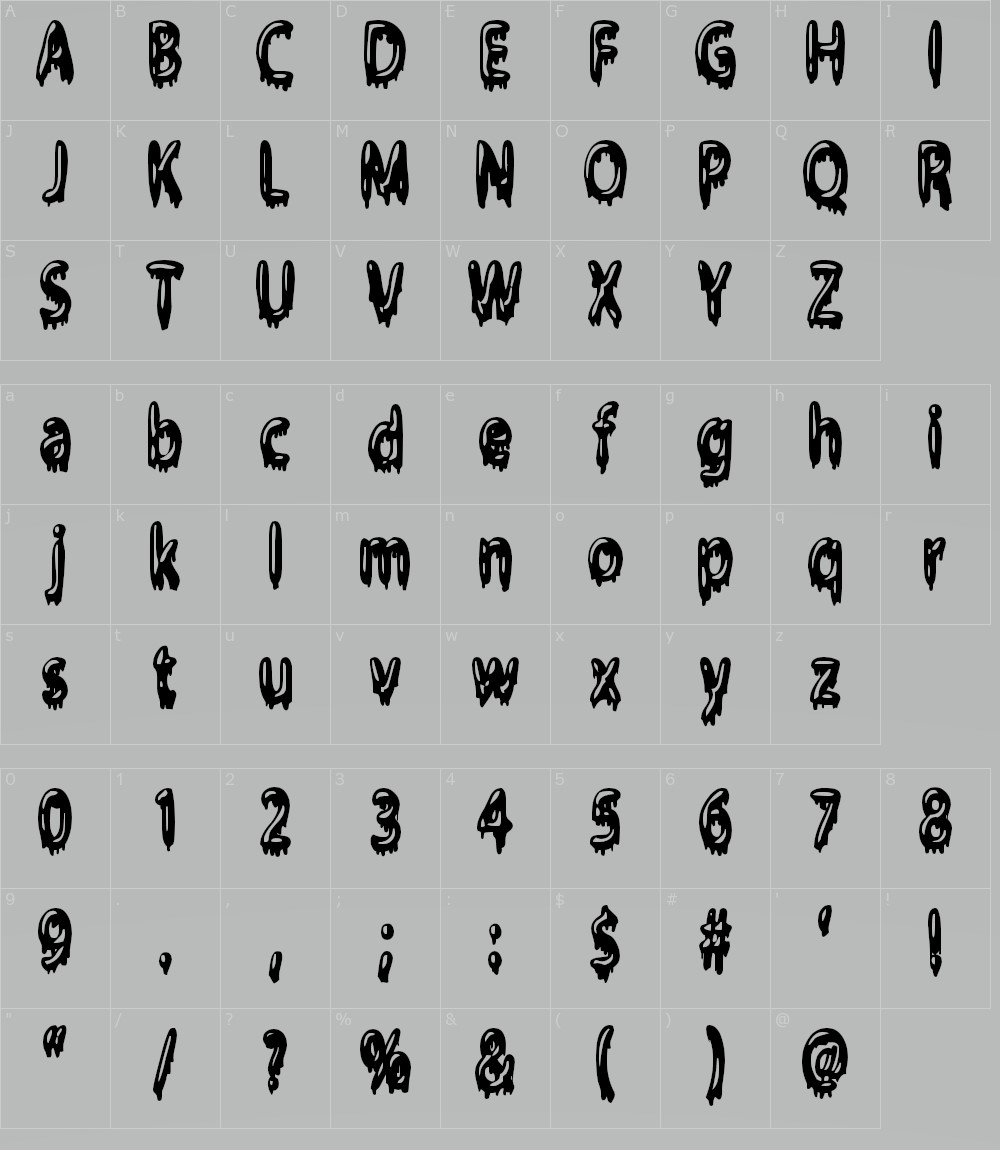 A B C D E F G H I
A B C D E F G H I
J K L M N O P Q R
J K L M N O P Q R
S T U V W X Y Z
S T U V W X Y Z
a b c d e f g h i
a b c d e f g h i
j k l m n o p q r
j k l m n o p q r
s t u v w x y z
s t u v w x y z
0 1 2 3 4 5 6 7 8
0 1 2 3 4 5 6 7 8
9 . , ; : $ # ' !
9 . , ; : $ # ' !
" / ? % & ( ) @
" / ? % & ( ) @